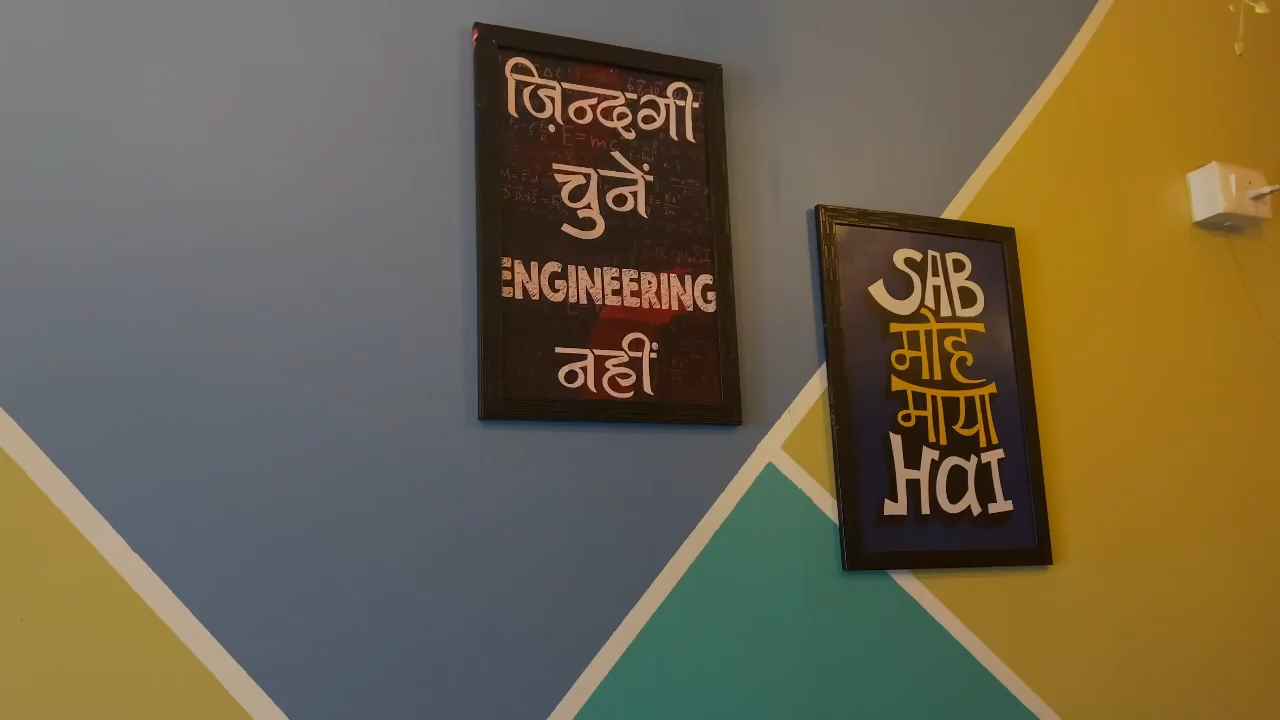 ज़िन्दगी
चुनें
ENGINEERING
नहीं
SAB
मोह
माया
HaI